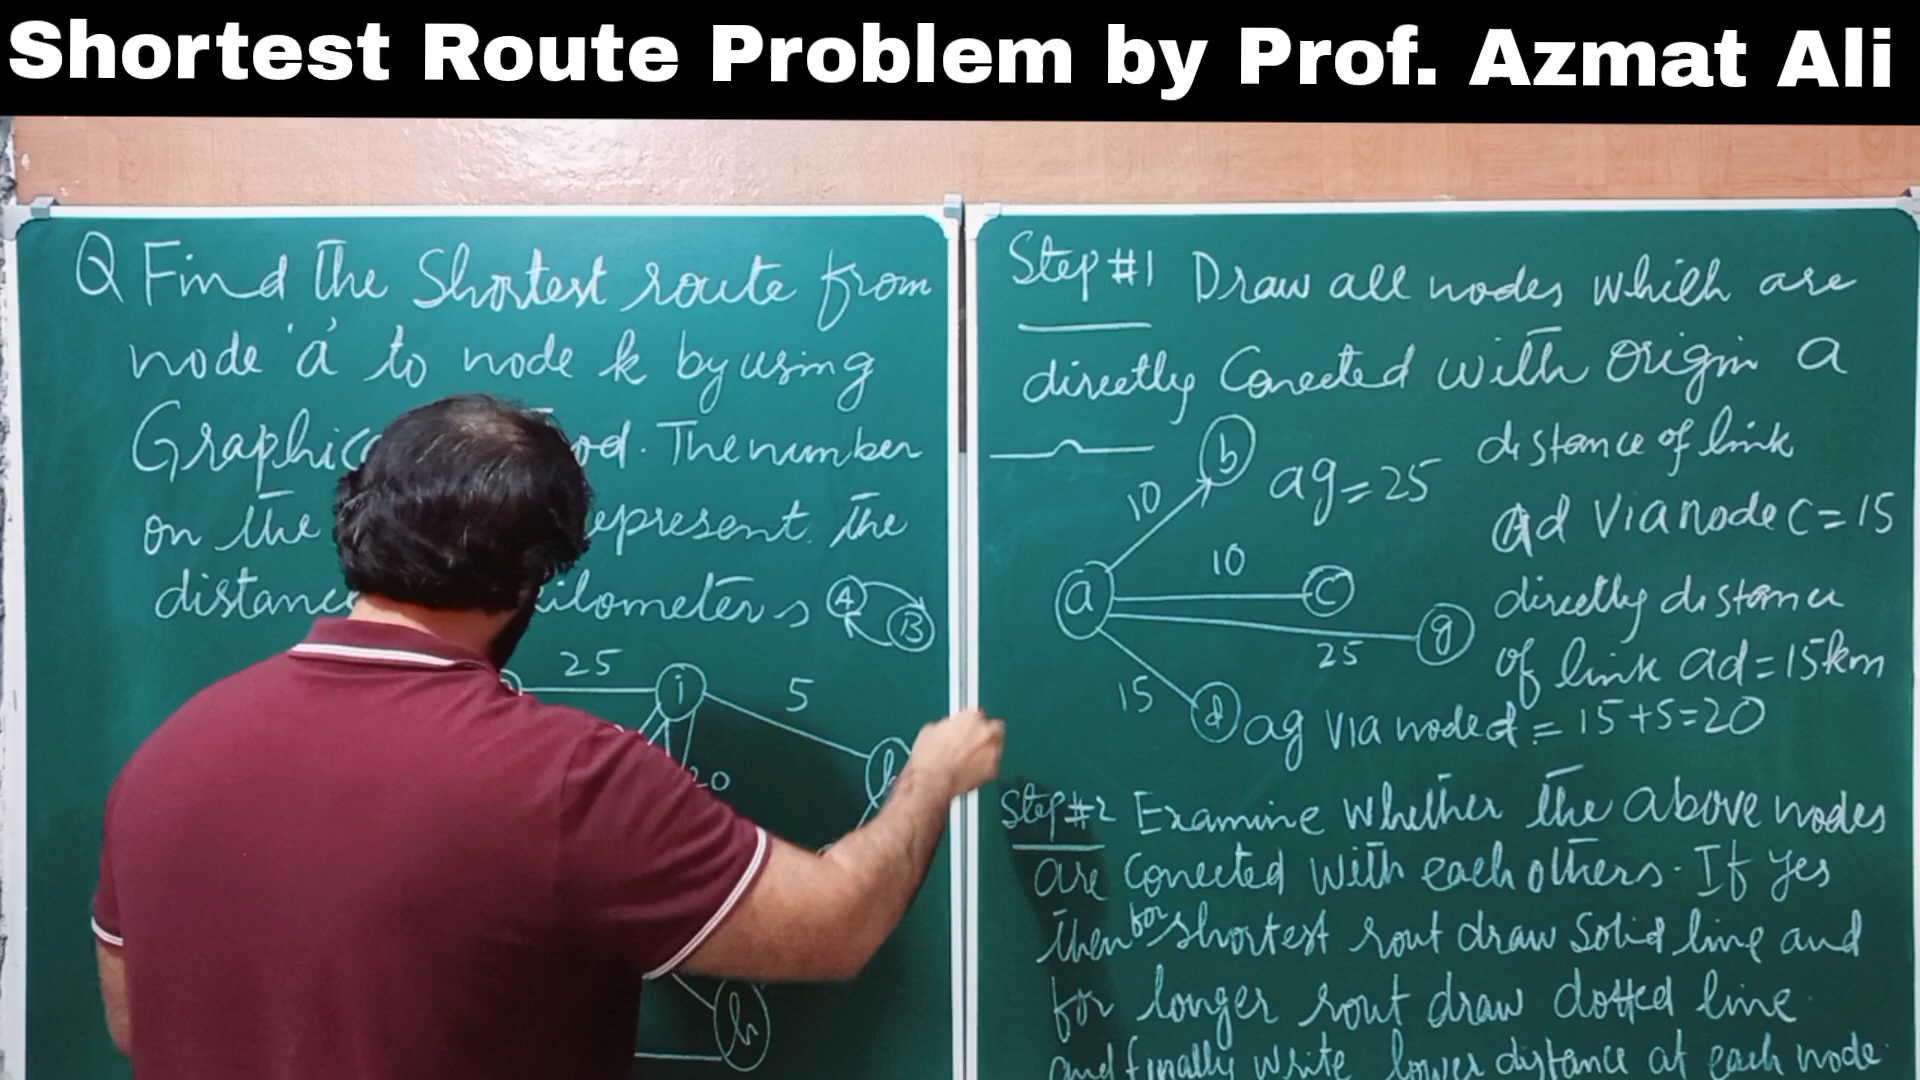 Shortest Route Problem by Prof. Azmat Ali
Q Find the Shortest route from
node 'a' to node k by using
Graphic od. The number
on the epresent the
distanc ilometers
A
B
25
i
5
20
h
Step #1 Draw all nodes which are
directly Conected with Origin a
b
ag = 25
distance of link
10
ad Via node C = 15
10
a
C
directly distance
g
25
of link ad = 15km
15
d
ag via node d = 15+5=20
Step #2 Examine whether the above nodes
are Conected with each others. If yes
then for shortest rout draw Solid line and
for longer rout draw dotted line
and finally write lower distance at each node.